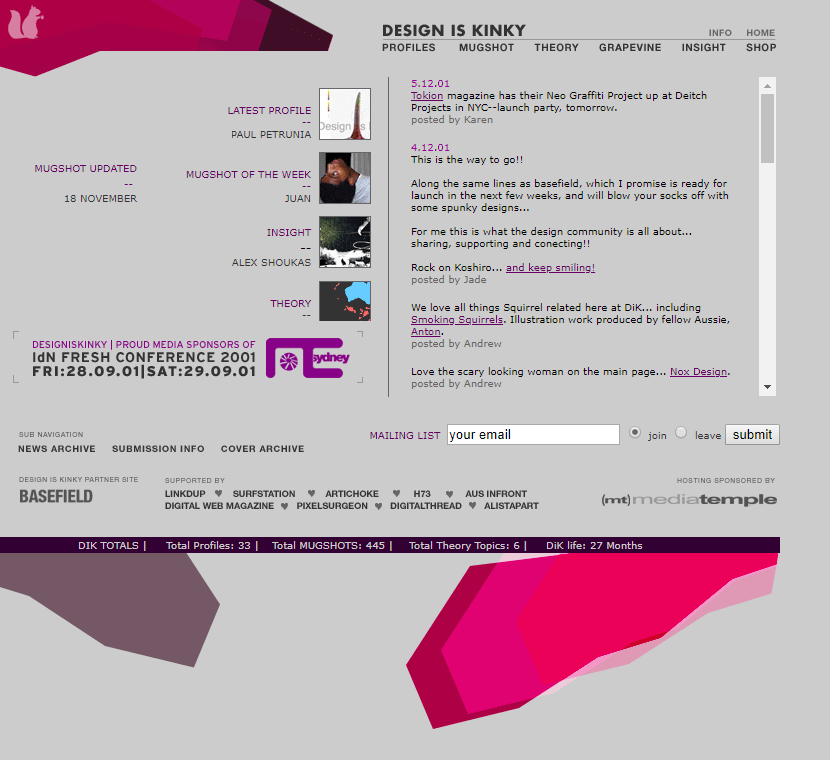 DESIGN IS KINKY
INFO HOME
PROFILES MUGSHOT THEORY GRAPEVINE INSIGHT SHOP
LATEST PROFILE
--
PAUL PETRUNIA
Design is
MUGSHOT UPDATED
--
18 NOVEMBER
MUGSHOT OF THE WEEK
--
JUAN
INSIGHT
--
ALEX SHOUKAS
THEORY
--
5.12.01
Tokion magazine has their Neo Graffiti Project up at Deitch
Projects in NYC--launch party, tomorrow.
posted by Karen
4.12.01
This is the way to go!!
Along the same lines as basefield, which I promise is ready for
launch in the next few weeks, and will blow your socks off with
some spunky designs...
For me this is what the design community is all about...
sharing, supporting and conecting!!
Rock on Koshiro... and keep smiling!
posted by Jade
We love all things Squirrel related here at DiK... including
Smoking Squirrels. Illustration work produced by fellow Aussie,
Anton.
posted by Andrew
Love the scary looking woman on the main page... Nox Design.
posted by Andrew
DESIGNISKINKY | PROUD MEDIA SPONSORS OF
IdN FRESH CONFERENCE 2001
FRI:28.09.01|SAT:29.09.01
sydney
SUB NAVIGATION
NEWS ARCHIVE SUBMISSION INFO COVER ARCHIVE
MAILING LIST your email join leave submit
DESIGN IS KINKY PARTNER SITE
BASEFIELD
SUPPORTED BY
LINKDUP ♥ SURFSTATION ♥ ARTICHOKE ♥ H73 ♥ AUS INFRONT
DIGITAL WEB MAGAZINE ♥ PIXELSURGEON ♥ DIGITALTHREAD ♥ ALISTAPART
HOSTING SPONSORED BY
(mt) mediatemple
DIK TOTALS | Total Profiles: 33 | Total MUGSHOTS: 445 | Total Theory Topics: 6 | DiK life: 27 Months